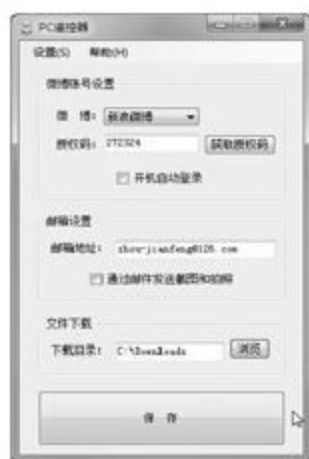 PC遥控器
设置(S) 帮助(H)
微博账号设置
微 博: 新浪微博
授权码: 272324 获取授权码
开机自动登录
邮箱设置
邮箱地址: zhou-jianfeng@126.com
通过邮件发送截图和拍照
文件下载
下载目录: C:\Downloads 浏览
保 存